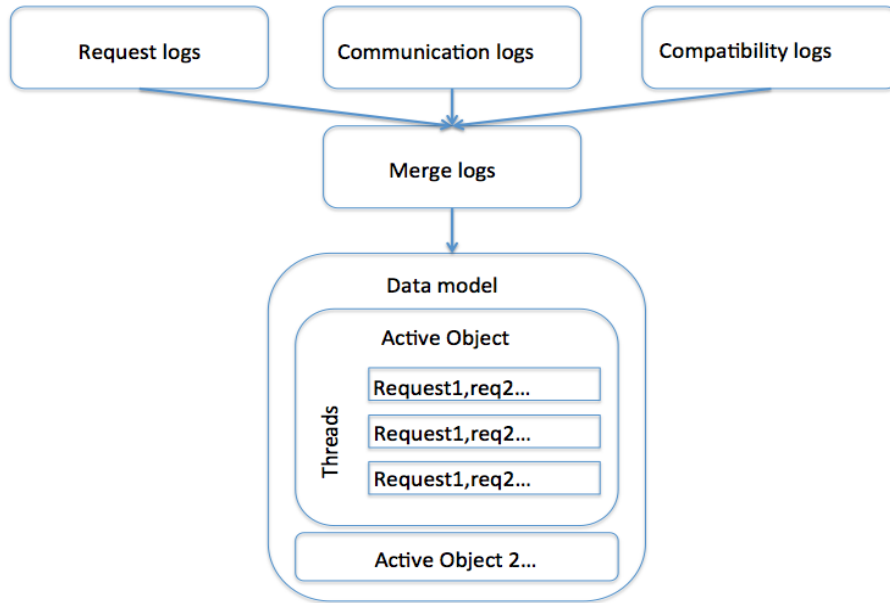 Request logs
Communication logs
Compatibility logs
Merge logs
Data model
Active Object
Threads
Request1,req2...
Request1,req2...
Request1,req2...
Active Object 2...